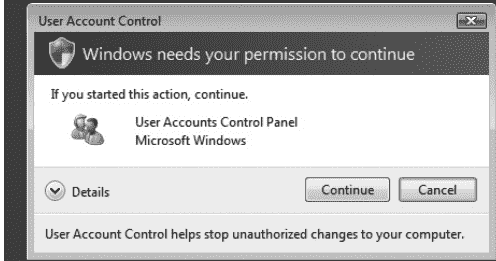 User Account Control
Windows needs your permission to continue
If you started this action, continue.
User Accounts Control Panel
Microsoft Windows
Details
Continue
Cancel
User Account Control helps stop unauthorized changes to your computer.